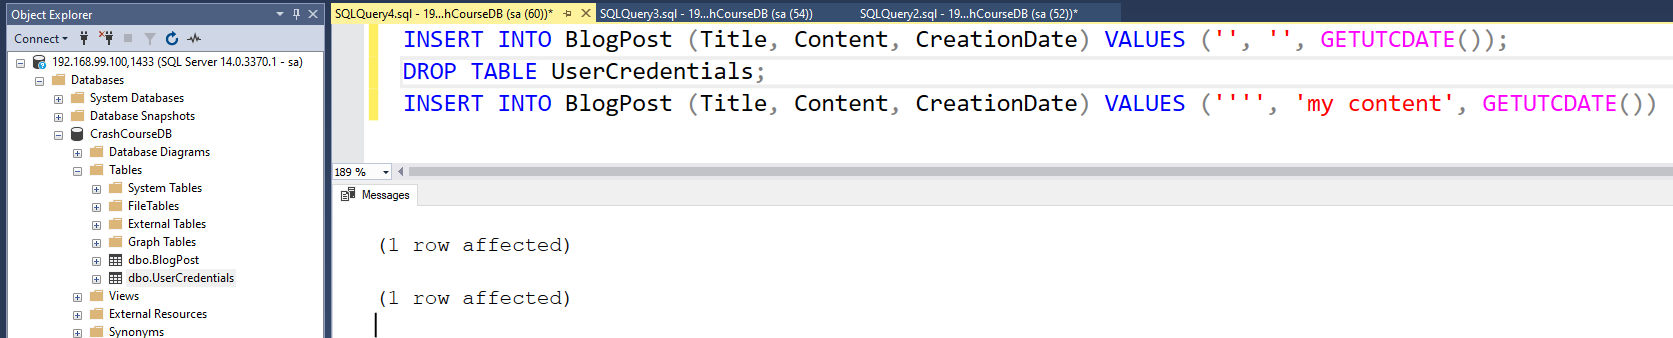 Object Explorer
Connect
192.168.99.100,1433 (SQL Server 14.0.3370.1 - sa)
Databases
System Databases
Database Snapshots
CrashCourseDB
Database Diagrams
Tables
System Tables
FileTables
External Tables
Graph Tables
dbo.BlogPost
dbo.UserCredentials
Views
External Resources
Synonyms
SQLQuery4.sql - 19...hCourseDB (sa (60))*
SQLQuery3.sql - 19...hCourseDB (sa (54))
SQLQuery2.sql - 19...hCourseDB (sa (52))*
INSERT INTO BlogPost (Title, Content, CreationDate) VALUES ('', '', GETUTCDATE());
DROP TABLE UserCredentials;
INSERT INTO BlogPost (Title, Content, CreationDate) VALUES ('''', 'my content', GETUTCDATE())
189 %
Messages
(1 row affected)
(1 row affected)